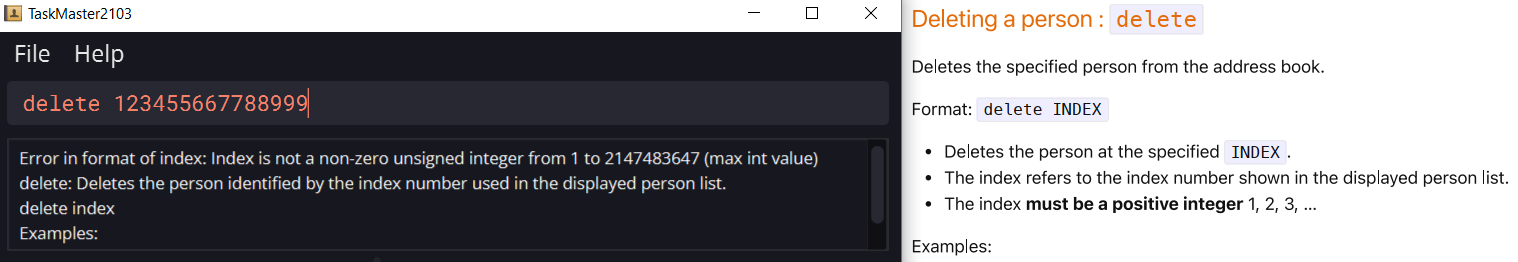 TaskMaster2103
File Help
delete 123455667788999
Error in format of index: Index is not a non-zero unsigned integer from 1 to 2147483647 (max int value)
delete: Deletes the person identified by the index number used in the displayed person list.
delete index
Examples:
Deleting a person : delete
Deletes the specified person from the address book.
Format: delete INDEX
• Deletes the person at the specified INDEX.
• The index refers to the index number shown in the displayed person list.
• The index must be a positive integer 1, 2, 3, …
Examples: